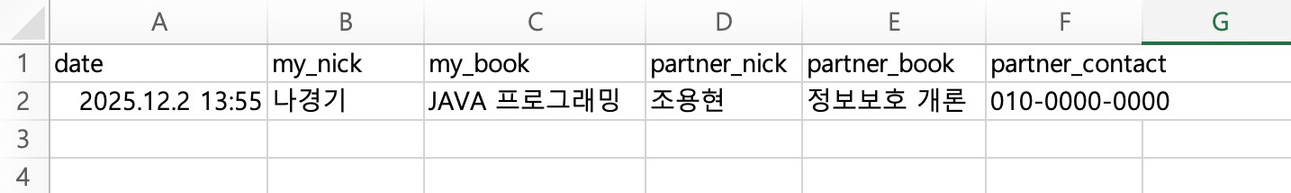 A B C D E F G
1 date my_nick my_book partner_nick partner_book partner_contact
2 2025.12.2 13:55 나경기 JAVA 프로그래밍 조용현 정보보호 개론 010-0000-0000
3
4